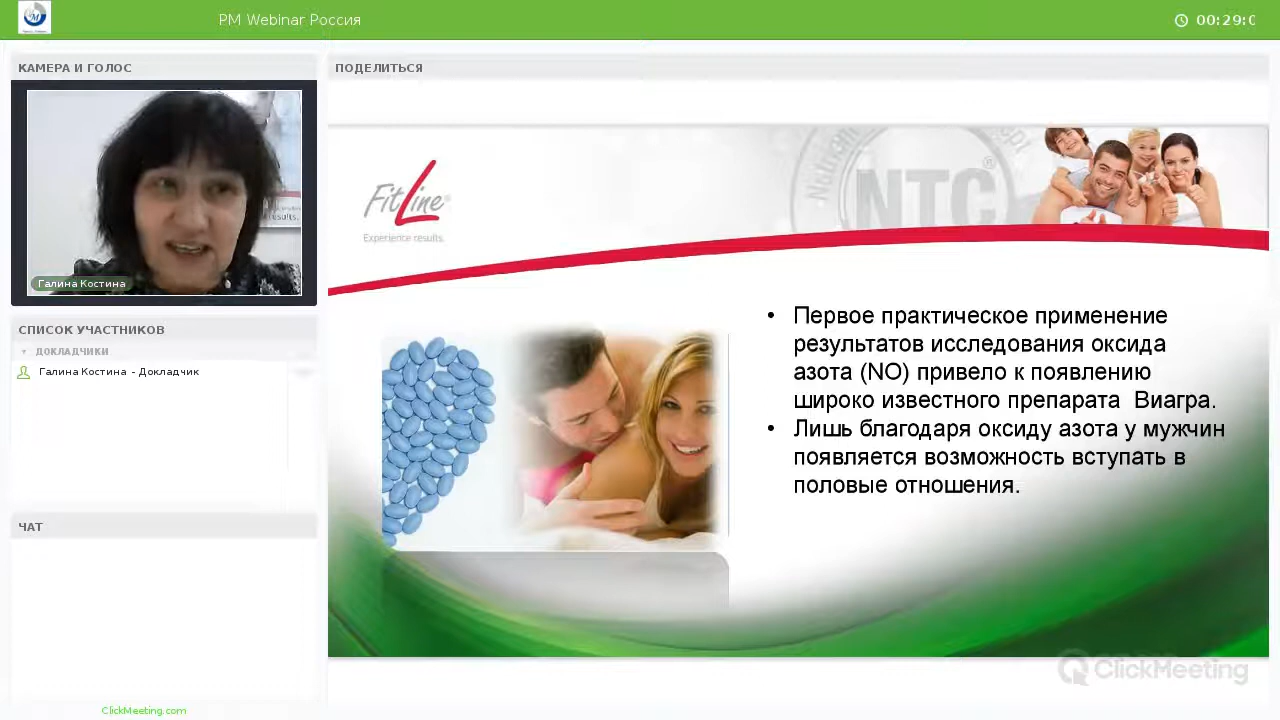 PM Webinar Россия
00:29:0
КАМЕРА И ГОЛОС
Галина Костина
СПИСОК УЧАСТНИКОВ
ДОКЛАДЧИКИ
Галина Костина - Докладчик
ЧАТ
ClickMeeting.com
ПОДЕЛИТЬСЯ
FitLine®
Experience results.
NTC®
• Первое практическое применение
результатов исследования оксида
азота (NO) привело к появлению
широко известного препарата Виагра.
• Лишь благодаря оксиду азота у мужчин
появляется возможность вступать в
половые отношения.
ClickMeeting